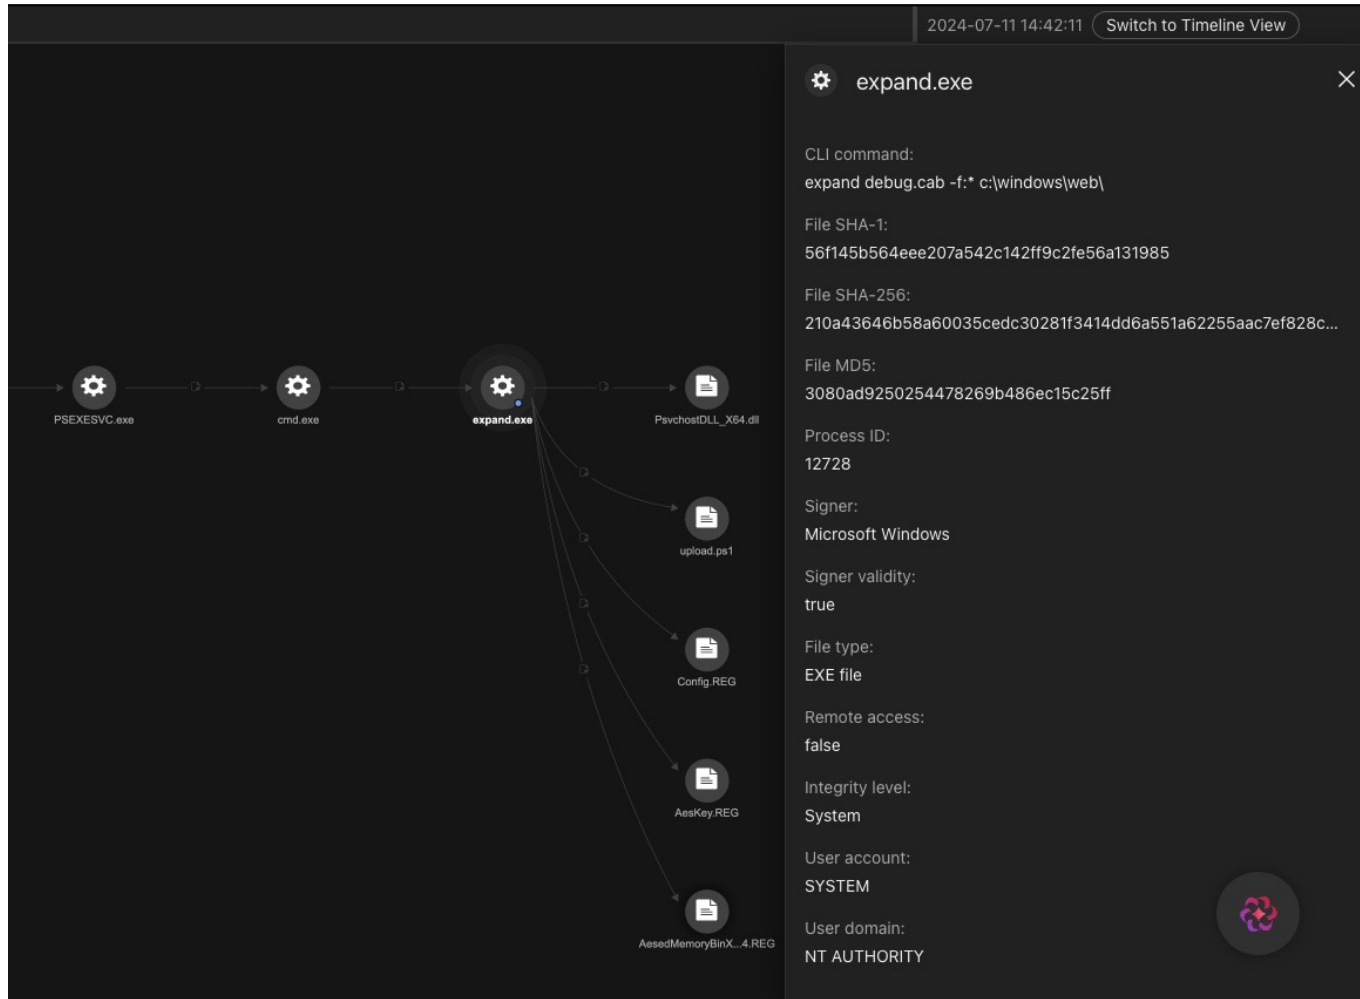 2024-07-11 14:42:11 Switch to Timeline View
expand.exe
CLI command:
expand debug.cab -f:* c:\windows\web\
File SHA-1:
56f145b564eee207a542c142ff9c2fe56a131985
File SHA-256:
210a43646b58a60035cedc30281f3414dd6a551a62255aac7ef828c...
File MD5:
3080ad9250254478269b486ec15c25ff
Process ID:
12728
Signer:
Microsoft Windows
Signer validity:
true
File type:
EXE file
Remote access:
false
Integrity level:
System
User account:
SYSTEM
User domain:
NT AUTHORITY
PSEXESVC.exe
cmd.exe
expand.exe
PsvchostDLL_X64.dll
upload.ps1
Config.REG
AesKey.REG
AesedMemoryBinX...4.REG